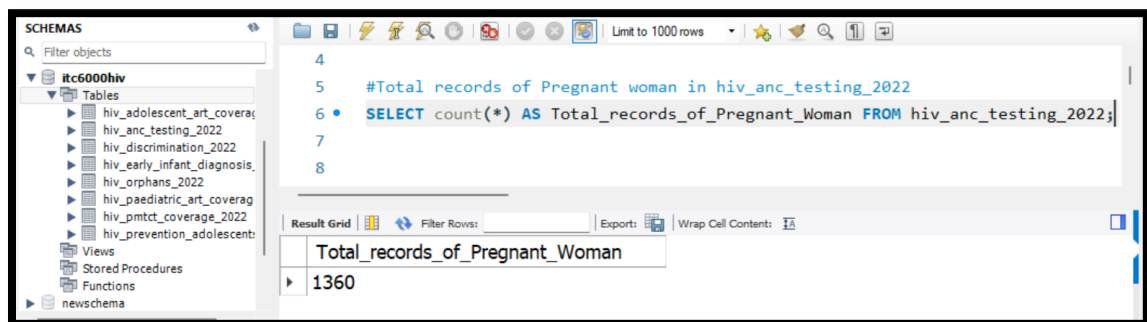 SCHEMAS
Filter objects
itc6000hiv
Tables
hiv_adolescent_art_coverag
hiv_anc_testing_2022
hiv_discrimination_2022
hiv_early_infant_diagnosis_
hiv_orphans_2022
hiv_paediatric_art_coverag
hiv_pmtct_coverage_2022
hiv_prevention_adolescents
Views
Stored Procedures
Functions
newschema
Limit to 1000 rows
4
5 #Total records of Pregnant woman in hiv_anc_testing_2022
6 SELECT count(*) AS Total_records_of_Pregnant_Woman FROM hiv_anc_testing_2022;
7
8
Result Grid Filter Rows: Export: Wrap Cell Content: IA
Total_records_of_Pregnant_Woman
1360